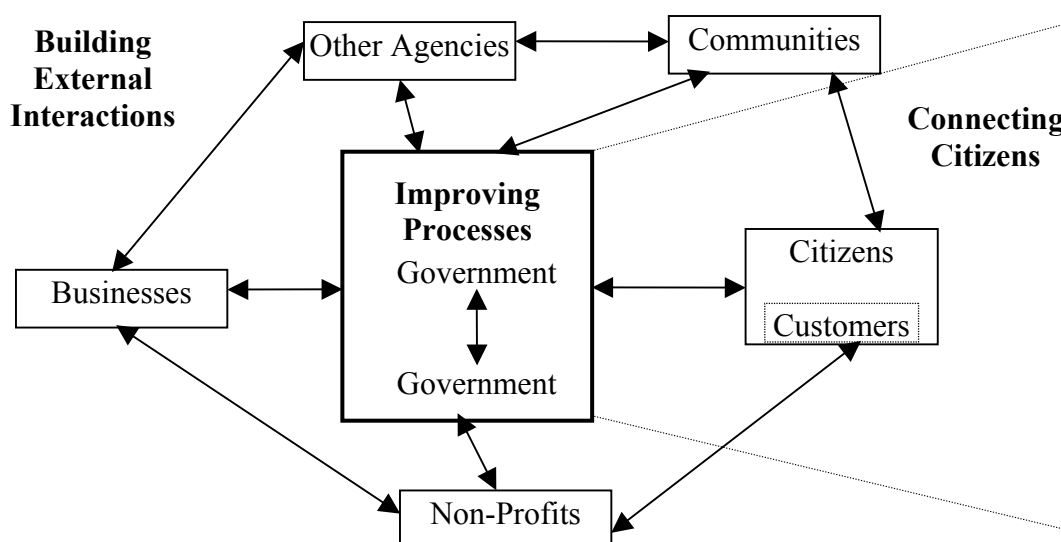 Building
External
Interactions
Other Agencies
Communities
Connecting
Citizens
Improving
Processes
Government
Government
Businesses
Citizens
Customers
Non-Profits